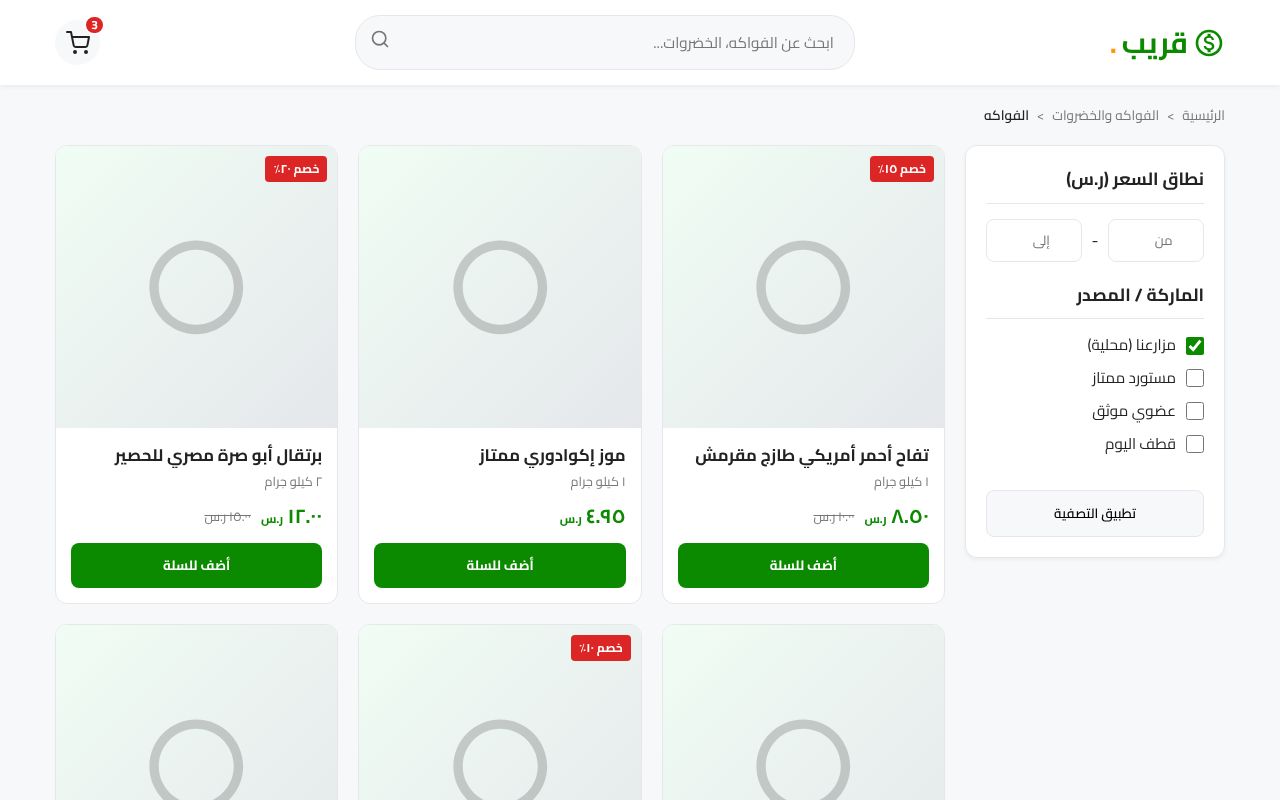 قريب.
ابحث عن الفواكه، الخضروات...
3
الرئيسية > الفواكه والخضروات > الفواكه
نطاق السعر (ر.س)
من - إلى
الماركة / المصدر
مزارعنا (محلية)
مستورد ممتاز
عضوي موثق
قطف اليوم
تطبيق التصفية
خصم ١٥٪
تفاح أحمر أمريكي طازج مقرمش
١ كيلو جرام
٨.٥٠ ر.س ١٠.٠٠ ر.س
أضف للسلة
موز إكوادوري ممتاز
١ كيلو جرام
٤.٩٥ ر.س
أضف للسلة
خصم ٢٠٪
برتقال أبو صرة مصري للحصير
٢ كيلو جرام
١٢.٠٠ ر.س ١٥.٠٠ ر.س
أضف للسلة
خصم ١٠٪